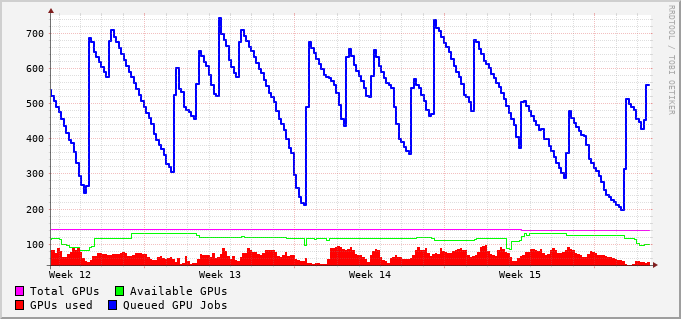 700
600
500
400
300
200
100
Week 12 Week 13 Week 14 Week 15
Total GPUs Available GPUs
GPUs used Queued GPU Jobs
RRDTOOL / TOBI OETIKER